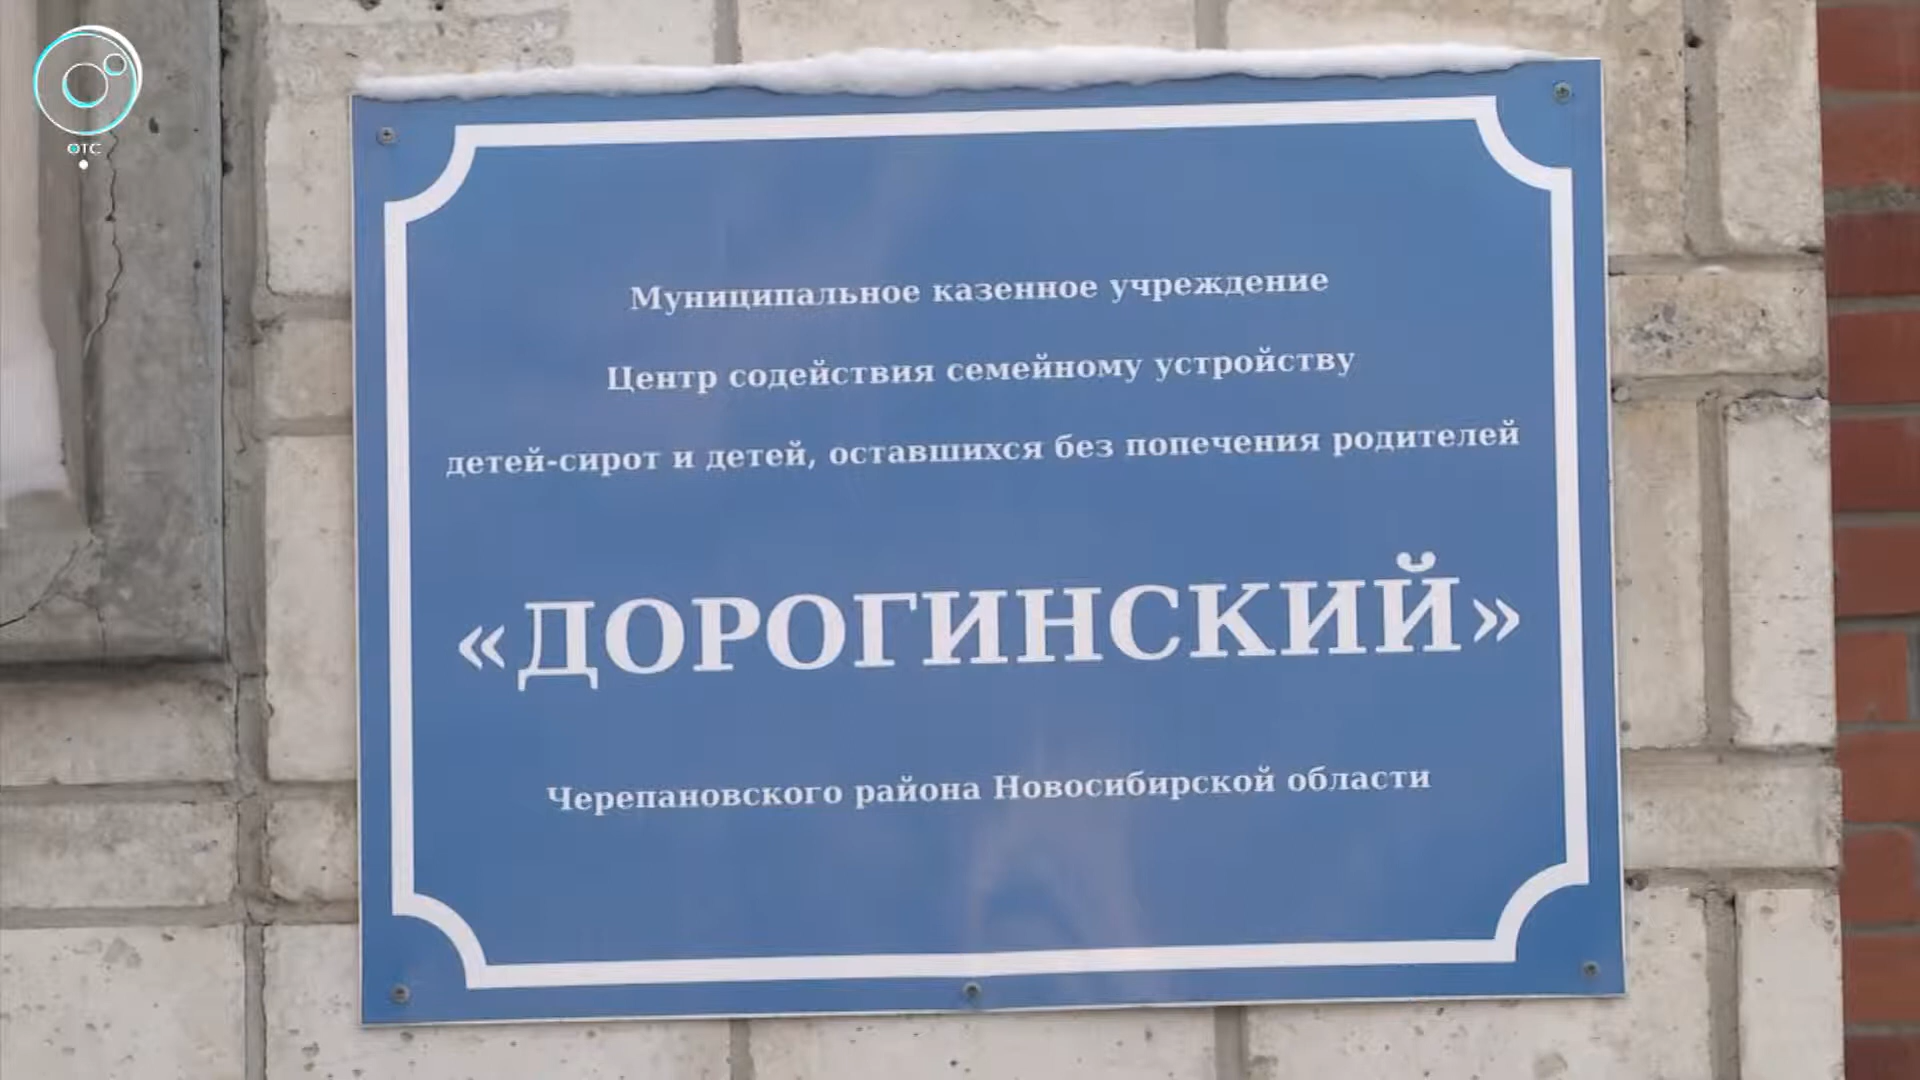 ОТС
Муниципальное казенное учреждение
Центр содействия семейному устройству
детей-сирот и детей, оставшихся без попечения родителей
«ДОРОГИНСКИЙ»
Черепановского района Новосибирской области